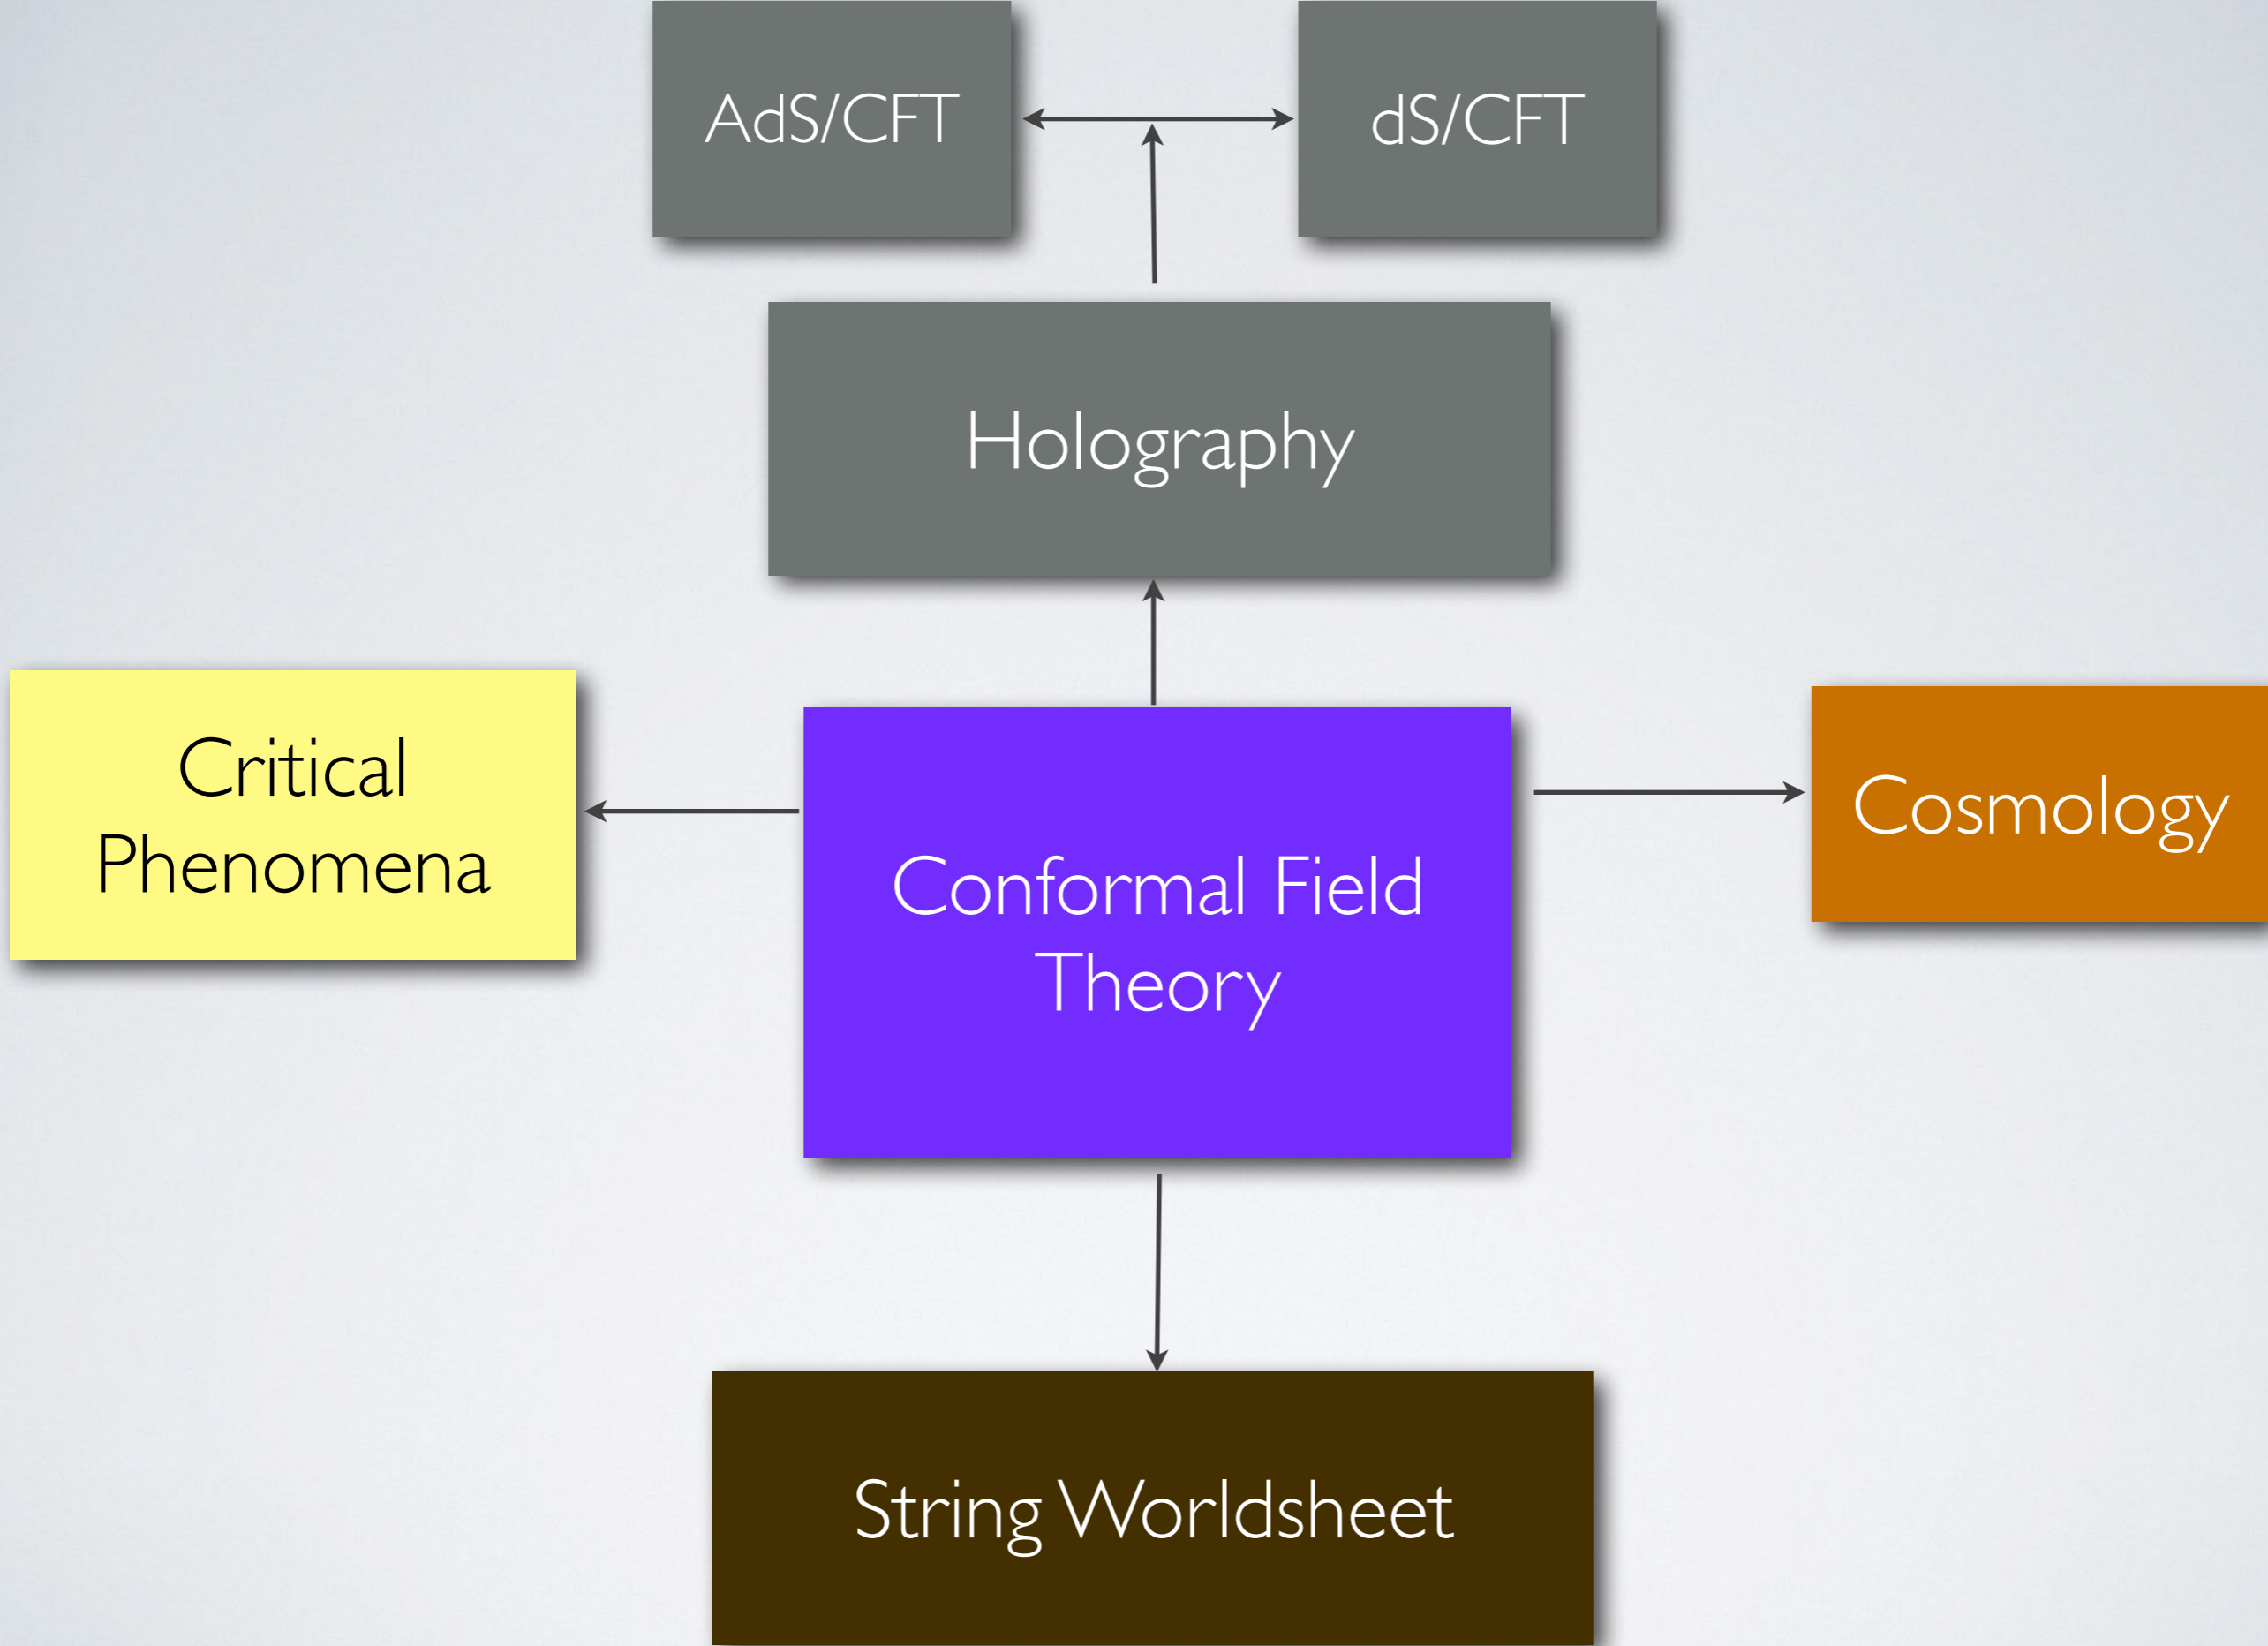 AdS/CFT
dS/CFT
Holography
Critical
Phenomena
Conformal Field
Theory
Cosmology
String Worldsheet